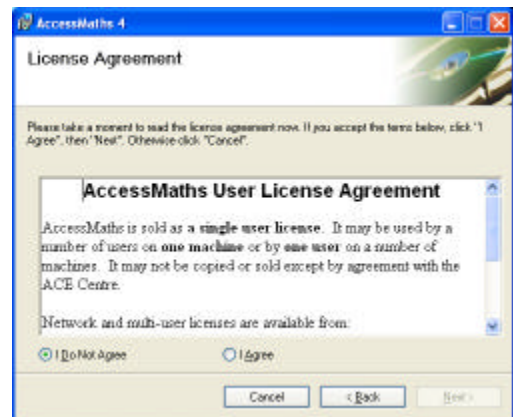 AccessMaths 4
License Agreement
Please take a moment to read the license agreement now. If you accept the terms below, click "I
Agree", then "Next". Otherwise click "Cancel".
AccessMaths User License Agreement
AccessMaths is sold as a single user license. It may be used by a
number of users on one machine or by one user on a number of
machines. It may not be copied or sold except by agreement with the
ACE Centre.
Network and multi-user licenses are available from:
I Do Not Agree
I Agree
Cancel
< Back
Next >